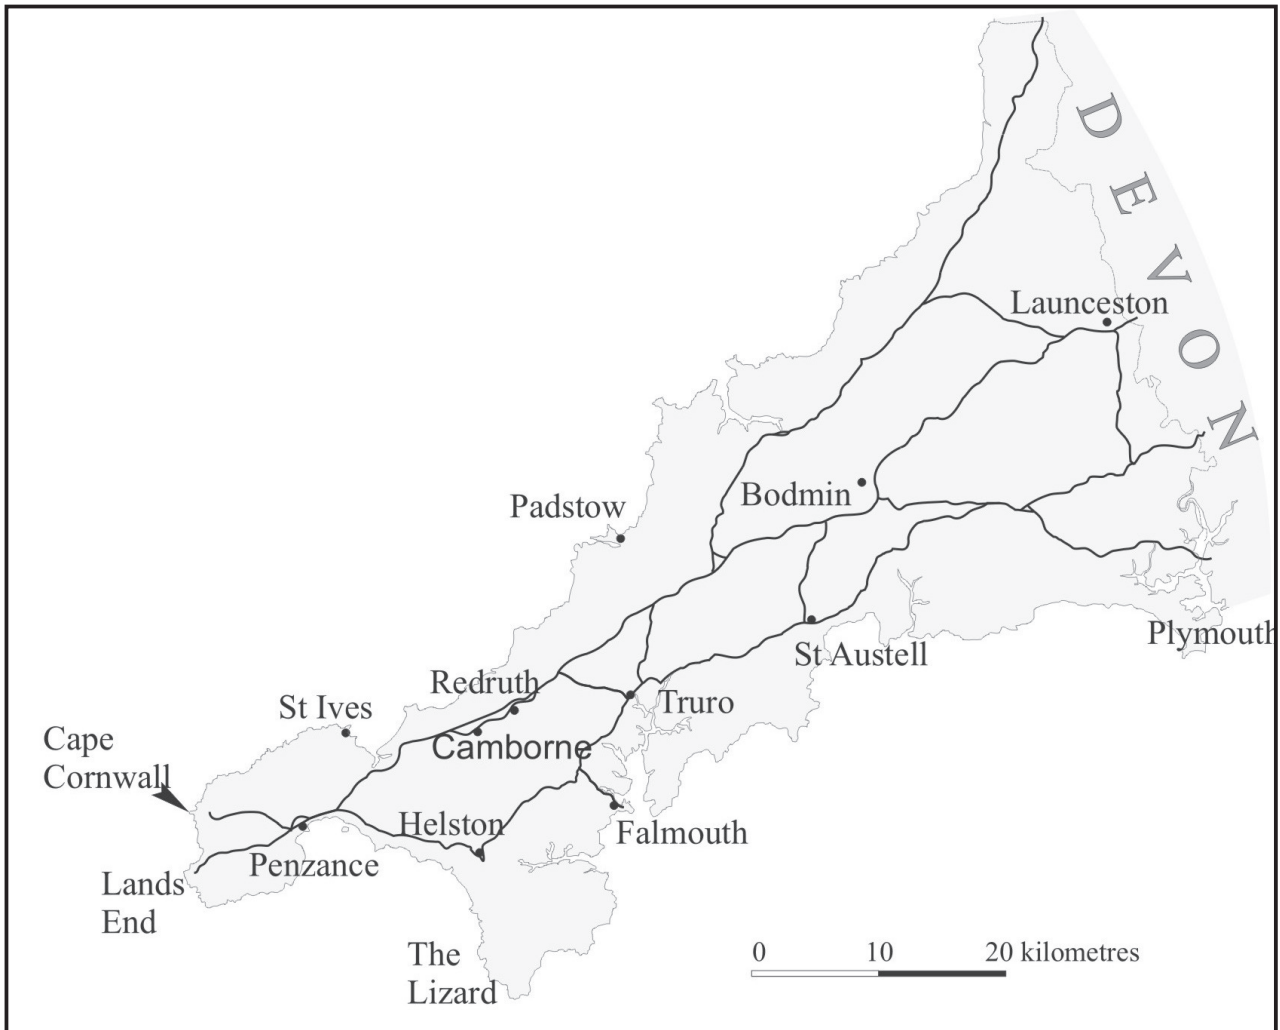 DEVON
Launceston
Padstow
Bodmin
Plymouth
St Austell
Redruth
St Ives
Truro
Cape
Cornwall
Camborne
Helston
Falmouth
Penzance
Lands
End
The
Lizard
0 10 20 kilometres